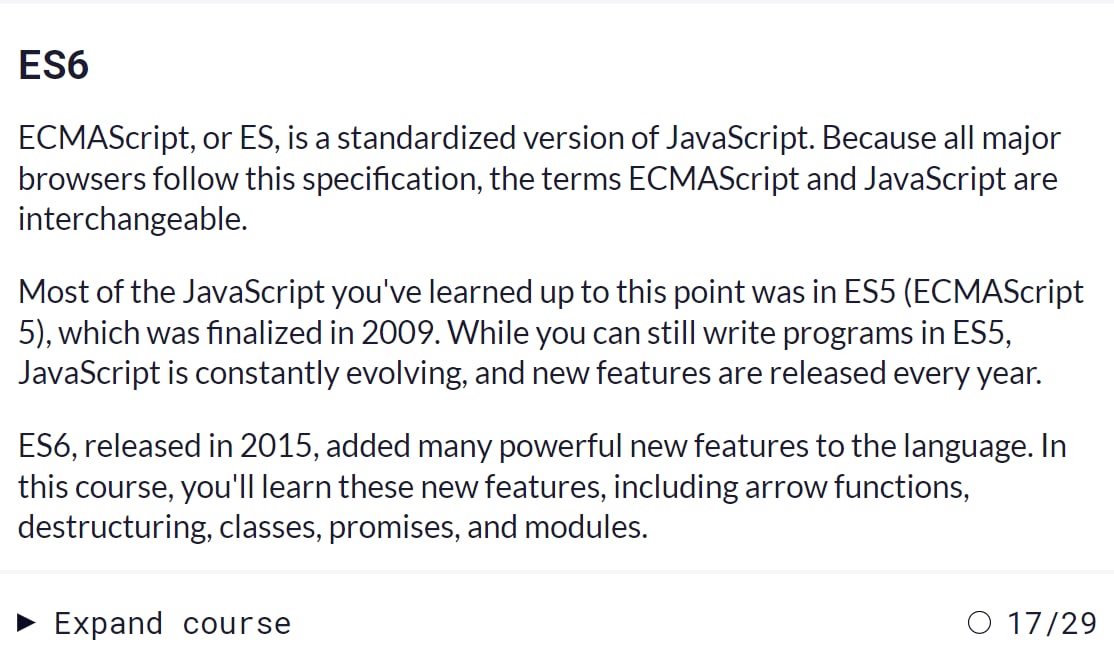 ES6
ECMAScript, or ES, is a standardized version of JavaScript. Because all major
browsers follow this specification, the terms ECMAScript and JavaScript are
interchangeable.
Most of the JavaScript you've learned up to this point was in ES5 (ECMAScript
5), which was finalized in 2009. While you can still write programs in ES5,
JavaScript is constantly evolving, and new features are released every year.
ES6, released in 2015, added many powerful new features to the language. In
this course, you'll learn these new features, including arrow functions,
destructuring, classes, promises, and modules.
Expand course 17/29